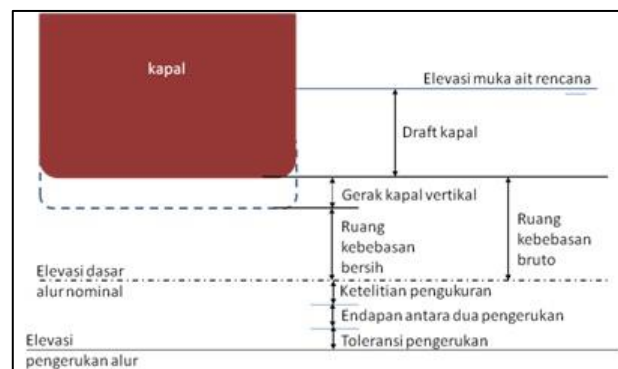 kapal
Elevasi muka ait rencana
Draft kapal
Gerak kapal vertikal
Ruang
kebebasan
bersih
Ruang
kebebasan
bruto
Elevasi dasar
alur nominal
Ketelitian pengukuran
Endapan antara dua pengerukan
Elevasi
pengerukan alur
Toleransi pengerukan